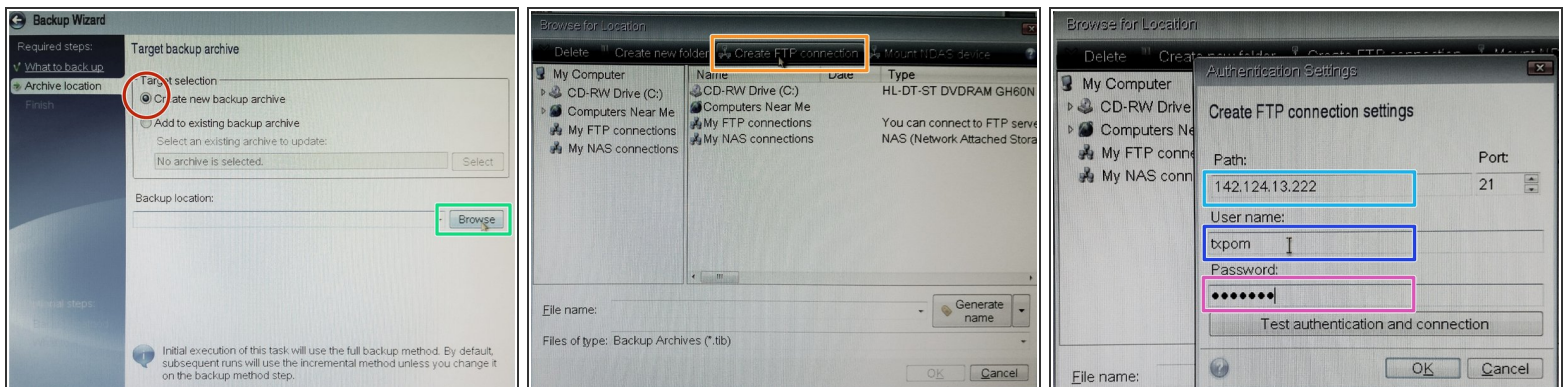 Backup Wizard
Required steps:
What to back up
Archive location
Finish
Target backup archive
Target selection
Create new backup archive
Add to existing backup archive
Select an existing archive to update:
No archive is selected.
Select
Backup location:
Browse
Initial execution of this task will use the full backup method. By default,
subsequent runs will use the incremental method unless you change it
on the backup method step.
Browse for Location
Delete Create new folder Create FTP connection Mount NDAS device
My Computer
CD-RW Drive (C:)
Computers Near Me
My FTP connections
My NAS connections
Name Date Type
CD-RW Drive (C:) HL-DT-ST DVDRAM GH60N
Computers Near Me
My FTP connections You can connect to FTP serve
My NAS connections NAS (Network Attached Stora
File name:
Generate
name
Files of type: Backup Archives (*.tib)
OK Cancel
Browse for Location
Delete Create new folder Create FTP connection
My Computer
CD-RW Drive
Computers Ne
My FTP conne
My NAS conn
File name:
Authentication Settings
Create FTP connection settings
Path: Port:
142.124.13.222 21
User name:
txpom
Password:
•••••••
Test authentication and connection
OK Cancel